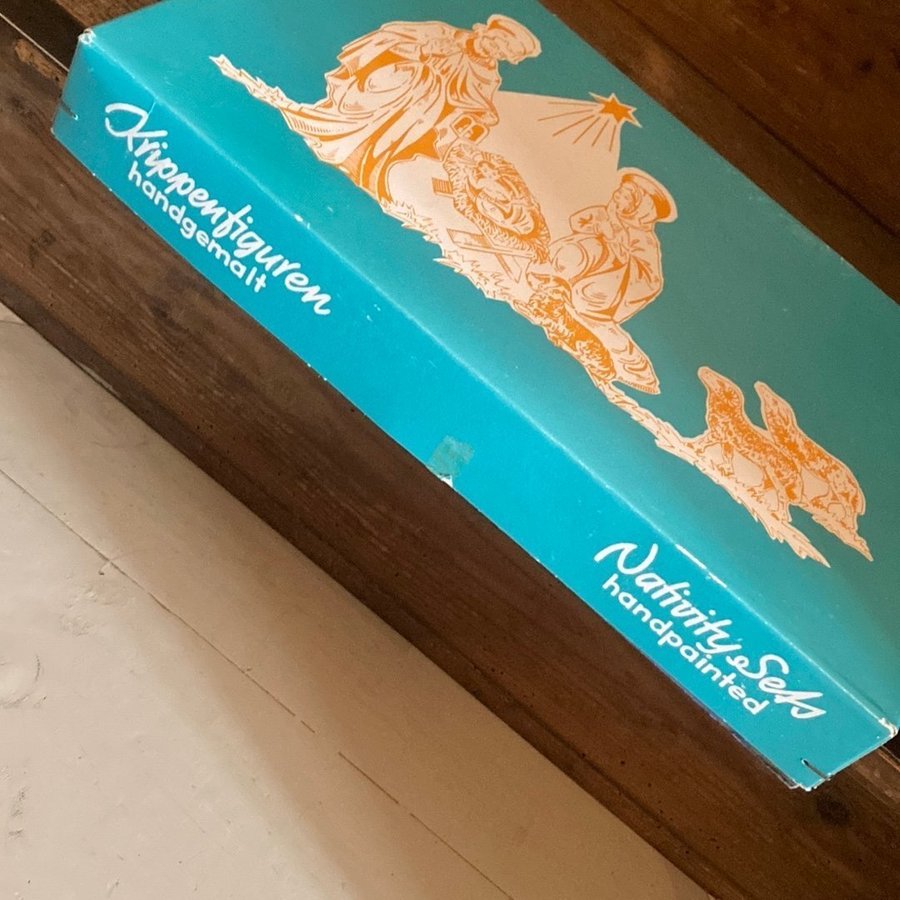 Krippenfiguren
handgemalt
Nativity-Sets
handpainted